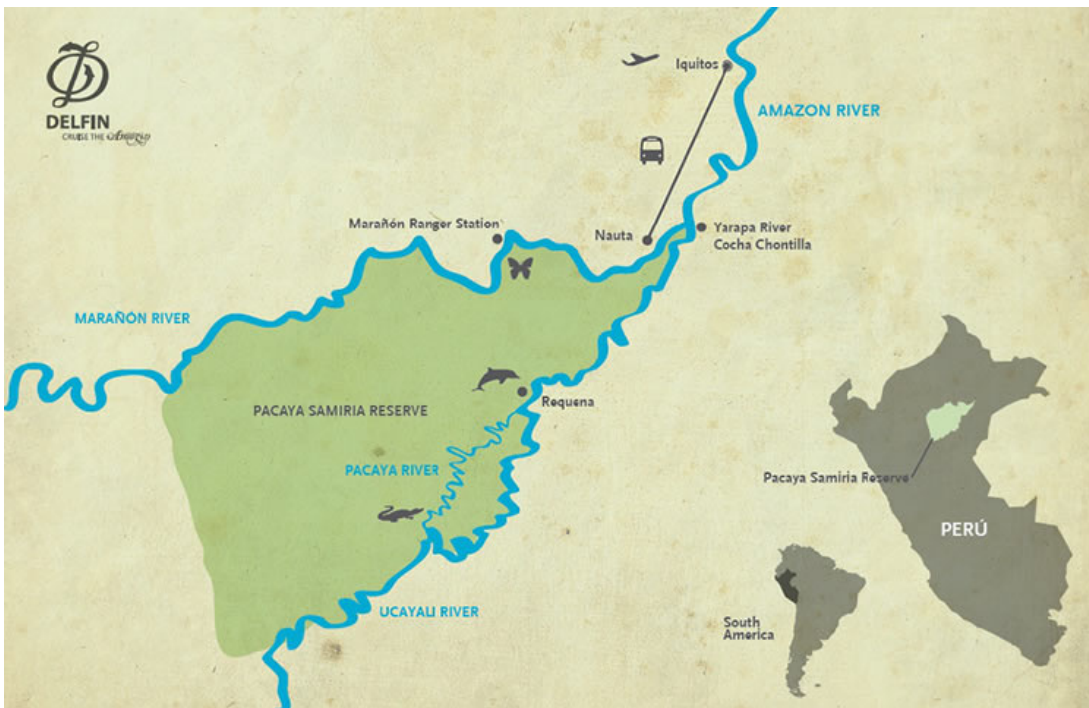 DELFIN
CRUISE THE Amazon
Iquitos
AMAZON RIVER
Marañón Ranger Station
Nauta
Yarapa River
Cocha Chontilla
MARAÑÓN RIVER
PACAYA SAMIRIA RESERVE
Requena
PACAYA RIVER
UCAYALI RIVER
Pacaya Samiria Reserve
PERÚ
South
America